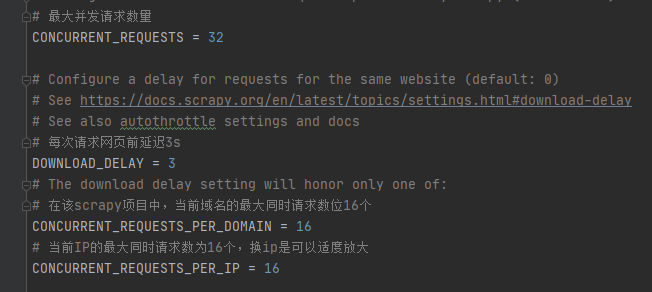 # 最大并发请求数量
CONCURRENT_REQUESTS = 32
# Configure a delay for requests for the same website (default: 0)
# See https://docs.scrapy.org/en/latest/topics/settings.html#download-delay
# See also autothrottle settings and docs
# 每次请求网页前延迟3s
DOWNLOAD_DELAY = 3
# The download delay setting will honor only one of:
# 在该scrapy项目中，当前域名的最大同时请求数位16个
CONCURRENT_REQUESTS_PER_DOMAIN = 16
# 当前IP的最大同时请求数为16个，换ip是可以适度放大
CONCURRENT_REQUESTS_PER_IP = 16